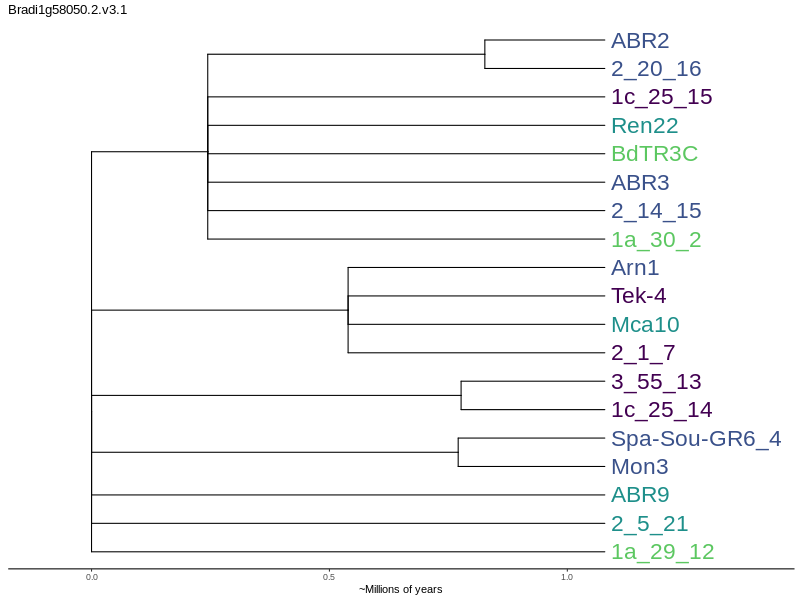 Bradi1g58050.2.v3.1
ABR2
2_20_16
1c_25_15
Ren22
BdTR3C
ABR3
2_14_15
1a_30_2
Arn1
Tek-4
Mca10
2_1_7
3_55_13
1c_25_14
Spa-Sou-GR6_4
Mon3
ABR9
2_5_21
1a_29_12
0.0 0.5 1.0
~Millions of years